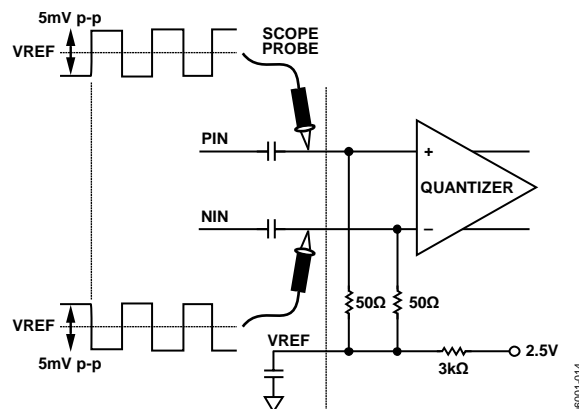 5mV p-p
VREF
SCOPE
PROBE
PIN
+
QUANTIZER
NIN
–
50Ω
50Ω
VREF
5mV p-p
VREF
3kΩ
2.5V